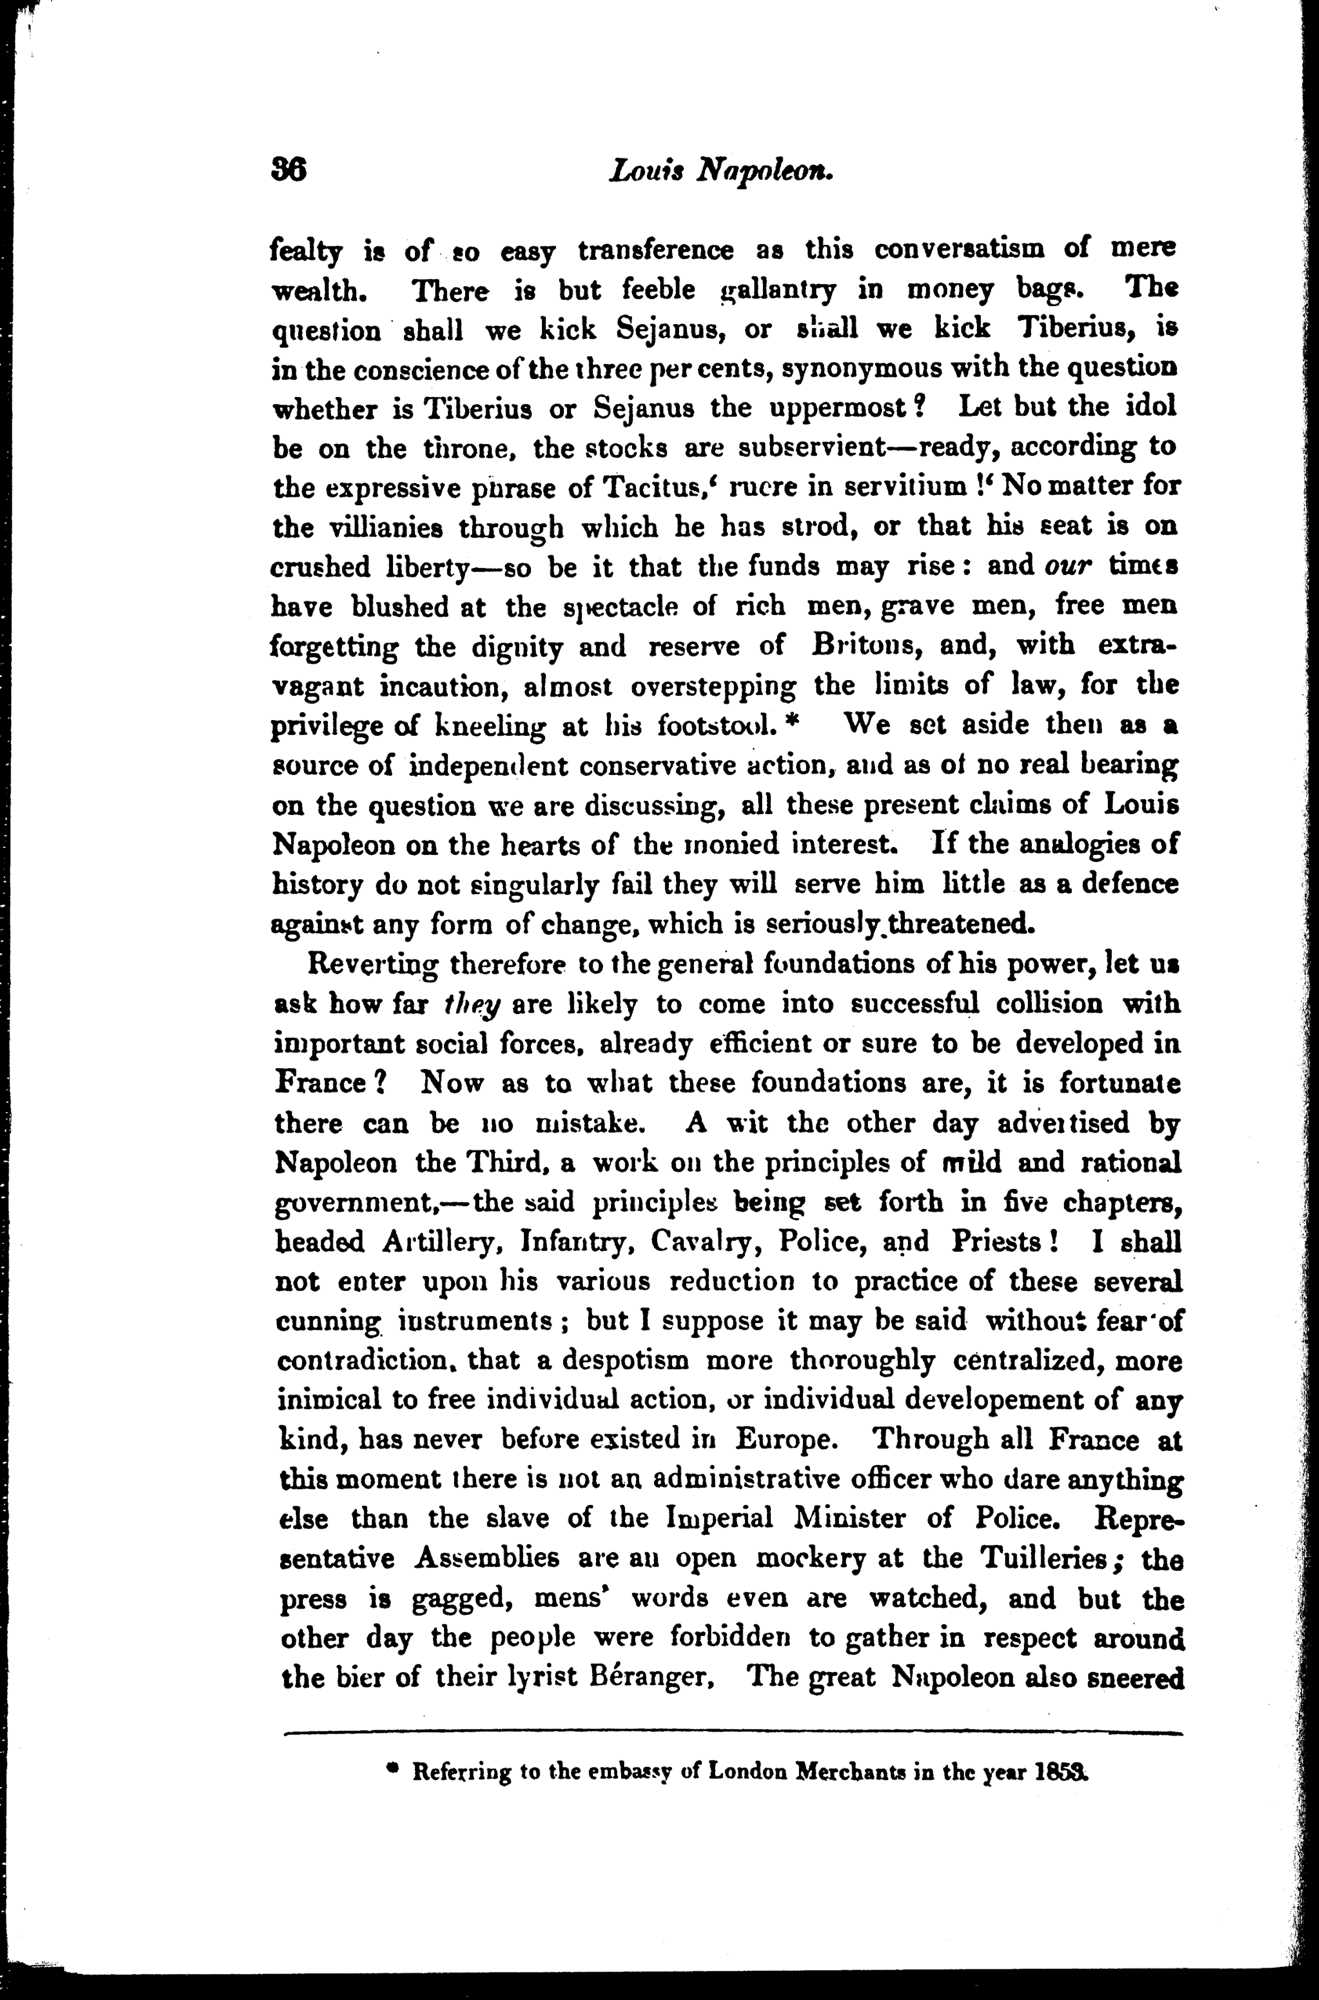 36 Louis Napoleon.
fealty is of so easy transference as this conversatism of mere
wealth. There is but feeble gallantry in money bags. The
question shall we kick Sejanus, or shall we kick Tiberius, is
in the conscience of the three per cents, synonymous with the question
whether is Tiberius or Sejanus the uppermost? Let but the idol
be on the throne, the stocks are subservient—ready, according to
the expressive phrase of Tacitus,‘ ruere in servitium !‘ No matter for
the villianies through which he has strod, or that his seat is on
crushed liberty—so be it that the funds may rise: and our times
have blushed at the spectacle of rich men, grave men, free men
forgetting the dignity and reserve of Britons, and, with extra-
vagant incaution, almost overstepping the limits of law, for the
privilege of kneeling at his footstool.* We set aside then as a
source of independent conservative action, and as of no real bearing
on the question we are discussing, all these present claims of Louis
Napoleon on the hearts of the monied interest. If the analogies of
history do not singularly fail they will serve him little as a defence
against any form of change, which is seriously threatened.
Reverting therefore to the general foundations of his power, let us
ask how far they are likely to come into successful collision with
important social forces, already efficient or sure to be developed in
France? Now as to what these foundations are, it is fortunate
there can be no mistake. A wit the other day advertised by
Napoleon the Third, a work on the principles of mild and rational
government,—the said principles being set forth in five chapters,
headed Artillery, Infantry, Cavalry, Police, and Priests! I shall
not enter upon his various reduction to practice of these several
cunning instruments; but I suppose it may be said without fear of
contradiction, that a despotism more thoroughly centralized, more
inimical to free individual action, or individual developement of any
kind, has never before existed in Europe. Through all France at
this moment there is not an administrative officer who dare anything
else than the slave of the Imperial Minister of Police. Repre-
sentative Assemblies are an open mockery at the Tuilleries; the
press is gagged, mens' words even are watched, and but the
other day the people were forbidden to gather in respect around
the bier of their lyrist Béranger, The great Napoleon also sneered
* Referring to the embassy of London Merchants in the year 1853.